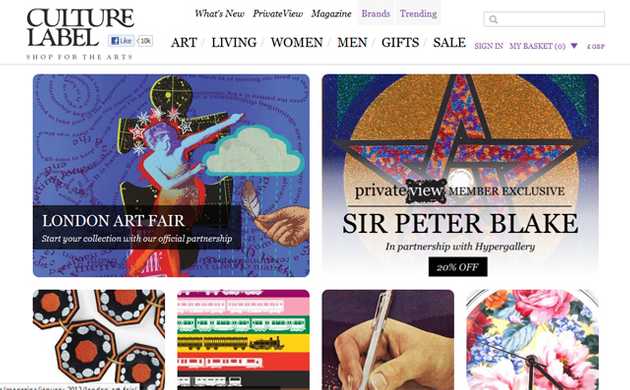 CULTURE
LABEL
SHOP FOR THE ARTS
Like 10k
What's New PrivateView Magazine Brands Trending
ART / LIVING / WOMEN / MEN / GIFTS / SALE
SIGN IN MY BASKET (0) £ GBP
LONDON ART FAIR
Start your collection with our official partnership
private view MEMBER EXCLUSIVE
SIR PETER BLAKE
In partnership with Hypergallery
20% OFF